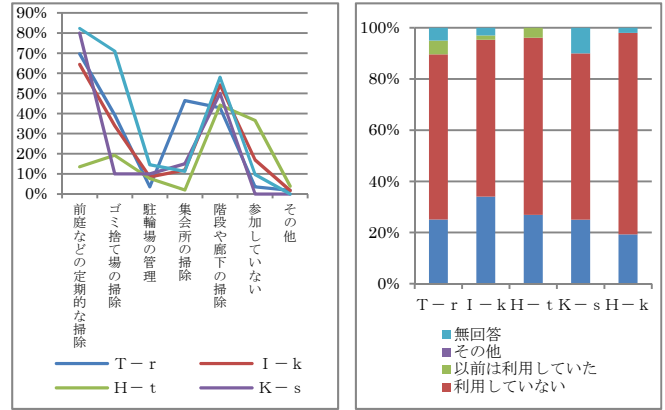 90%
80%
70%
60%
50%
40%
30%
20%
10%
0%
前庭などの定期的な掃除
ゴミ捨て場の掃除
駐輪場の管理
集会所の掃除
階段や廊下の掃除
参加していない
その他
T－r
I－k
H－t
K－s
100%
80%
60%
40%
20%
0%
T－r I－k H－t K－s H－k
無回答
その他
以前は利用していた
利用していない